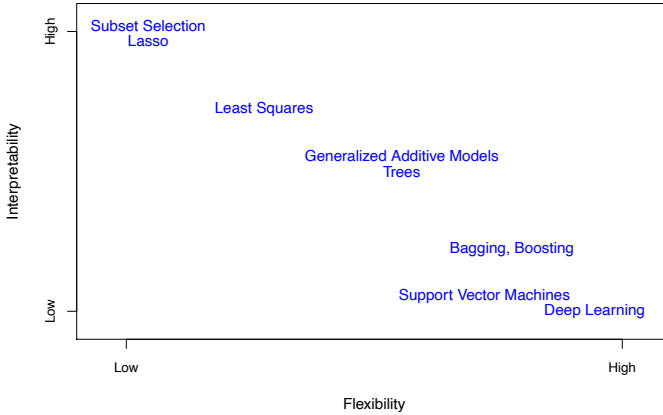 High
Subset Selection
Lasso
Least Squares
Generalized Additive Models
Trees
Bagging, Boosting
Support Vector Machines
Deep Learning
Low
Interpretability
Low
High
Flexibility